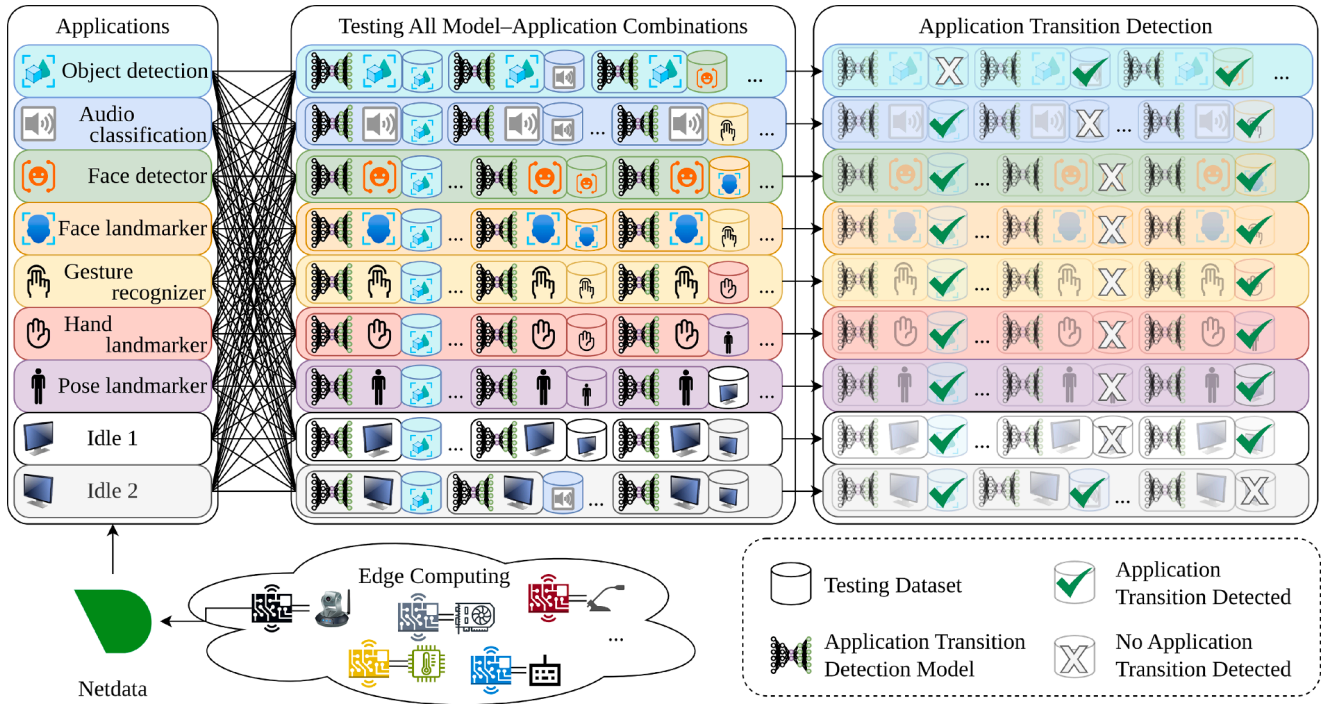 Applications
Testing All Model–Application Combinations
Application Transition Detection
Object detection
...
...
Audio
classification
...
...
...
...
Face detector
...
...
...
...
Face landmarker
...
...
...
...
Gesture
recognizer
...
...
...
...
Hand
landmarker
...
...
...
...
Pose landmarker
...
...
...
...
Idle 1
...
...
...
...
Idle 2
...
...
Edge Computing
...
Netdata
Testing Dataset
Application
Transition Detected
Application Transition
Detection Model
No Application
Transition Detected